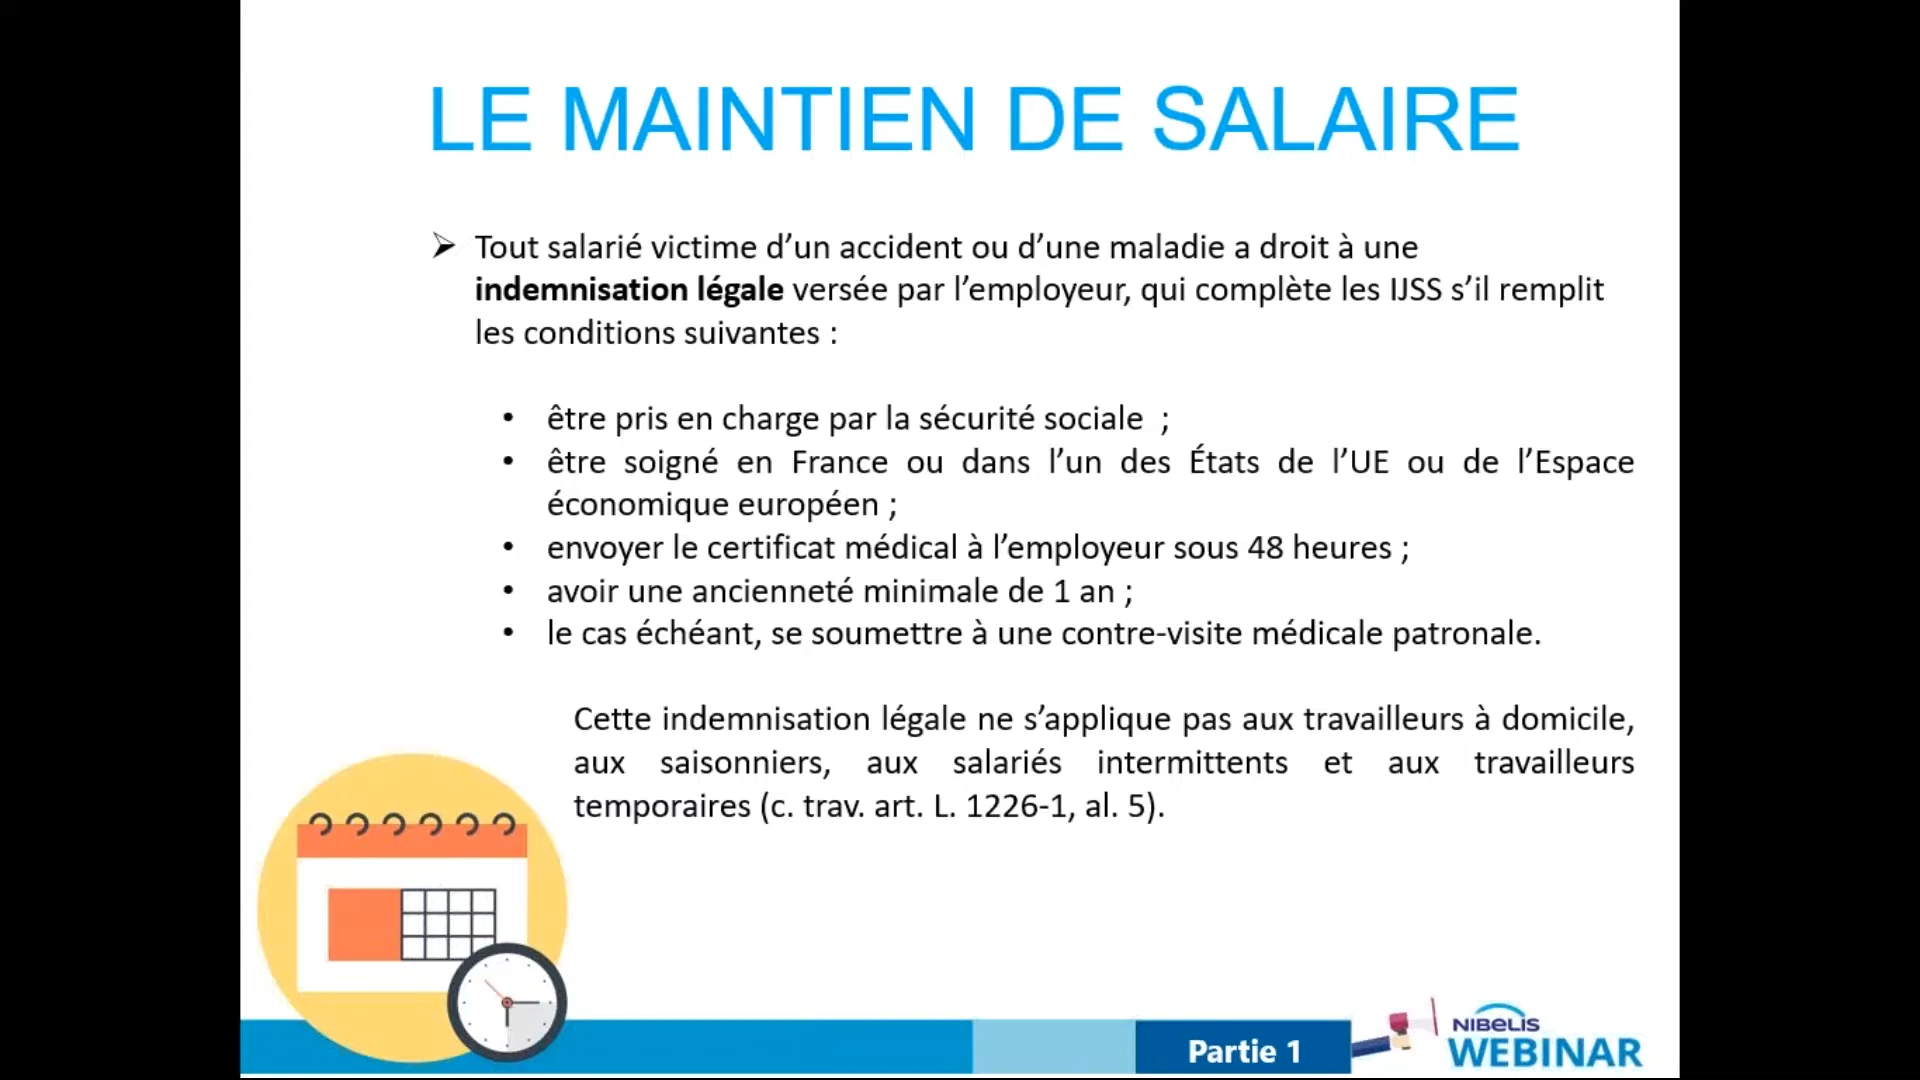 LE MAINTIEN DE SALAIRE
➢ Tout salarié victime d’un accident ou d’une maladie a droit à une
indemnisation légale versée par l’employeur, qui complète les IJSS s’il remplit
les conditions suivantes :
• être pris en charge par la sécurité sociale  ;
• être soigné en France ou dans l’un des États de l’UE ou de l’Espace
économique européen ;
• envoyer le certificat médical à l’employeur sous 48 heures ;
• avoir une ancienneté minimale de 1 an ;
• le cas échéant, se soumettre à une contre-visite médicale patronale.
Cette indemnisation légale ne s’applique pas aux travailleurs à domicile,
aux saisonniers, aux salariés intermittents et aux travailleurs
temporaires (c. trav. art. L. 1226-1, al. 5).
Partie 1
NIBELIS
WEBINAR